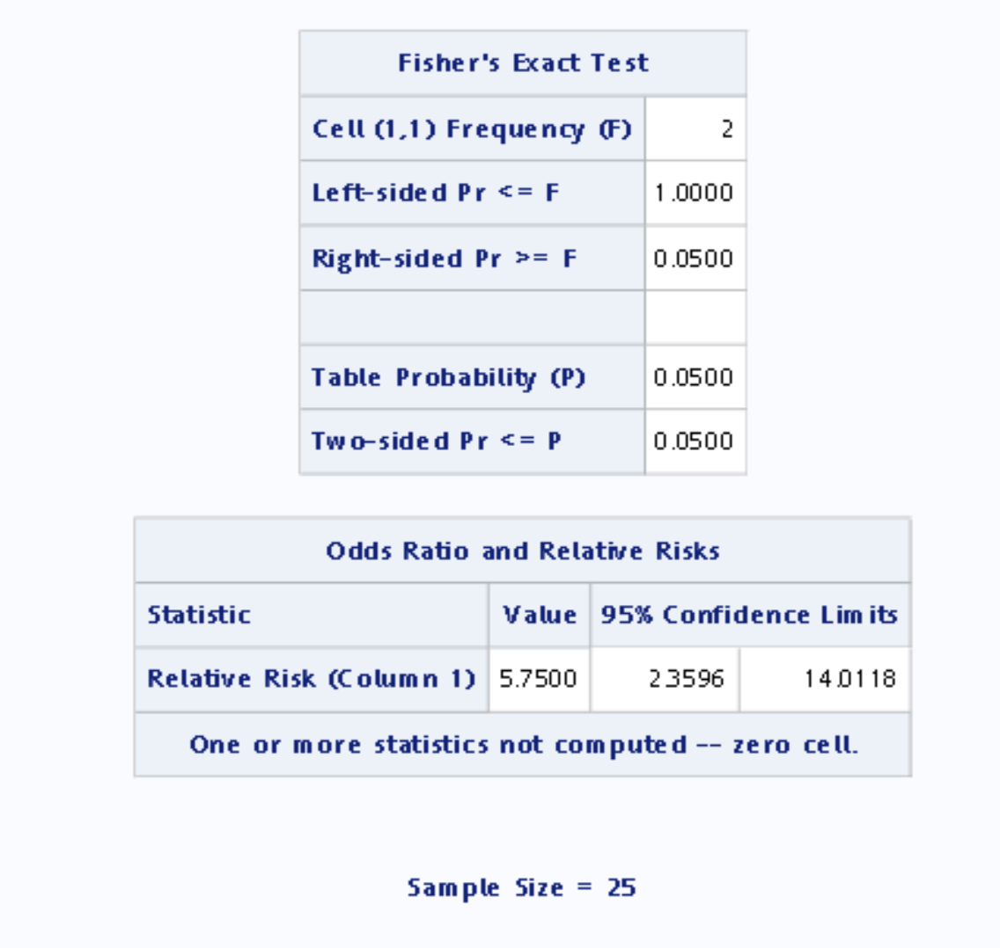 Fisher's Exact Test
Cell (1,1) Frequency (F) 2
Left-sided Pr <= F 1.0000
Right-sided Pr >= F 0.0500
Table Probability (P) 0.0500
Two-sided Pr <= P 0.0500
Odds Ratio and Relative Risks
Statistic Value 95% Confidence Limits
Relative Risk (Column 1) 5.7500 2.3596 14.0118
One or more statistics not computed -- zero cell.
Sample Size = 25